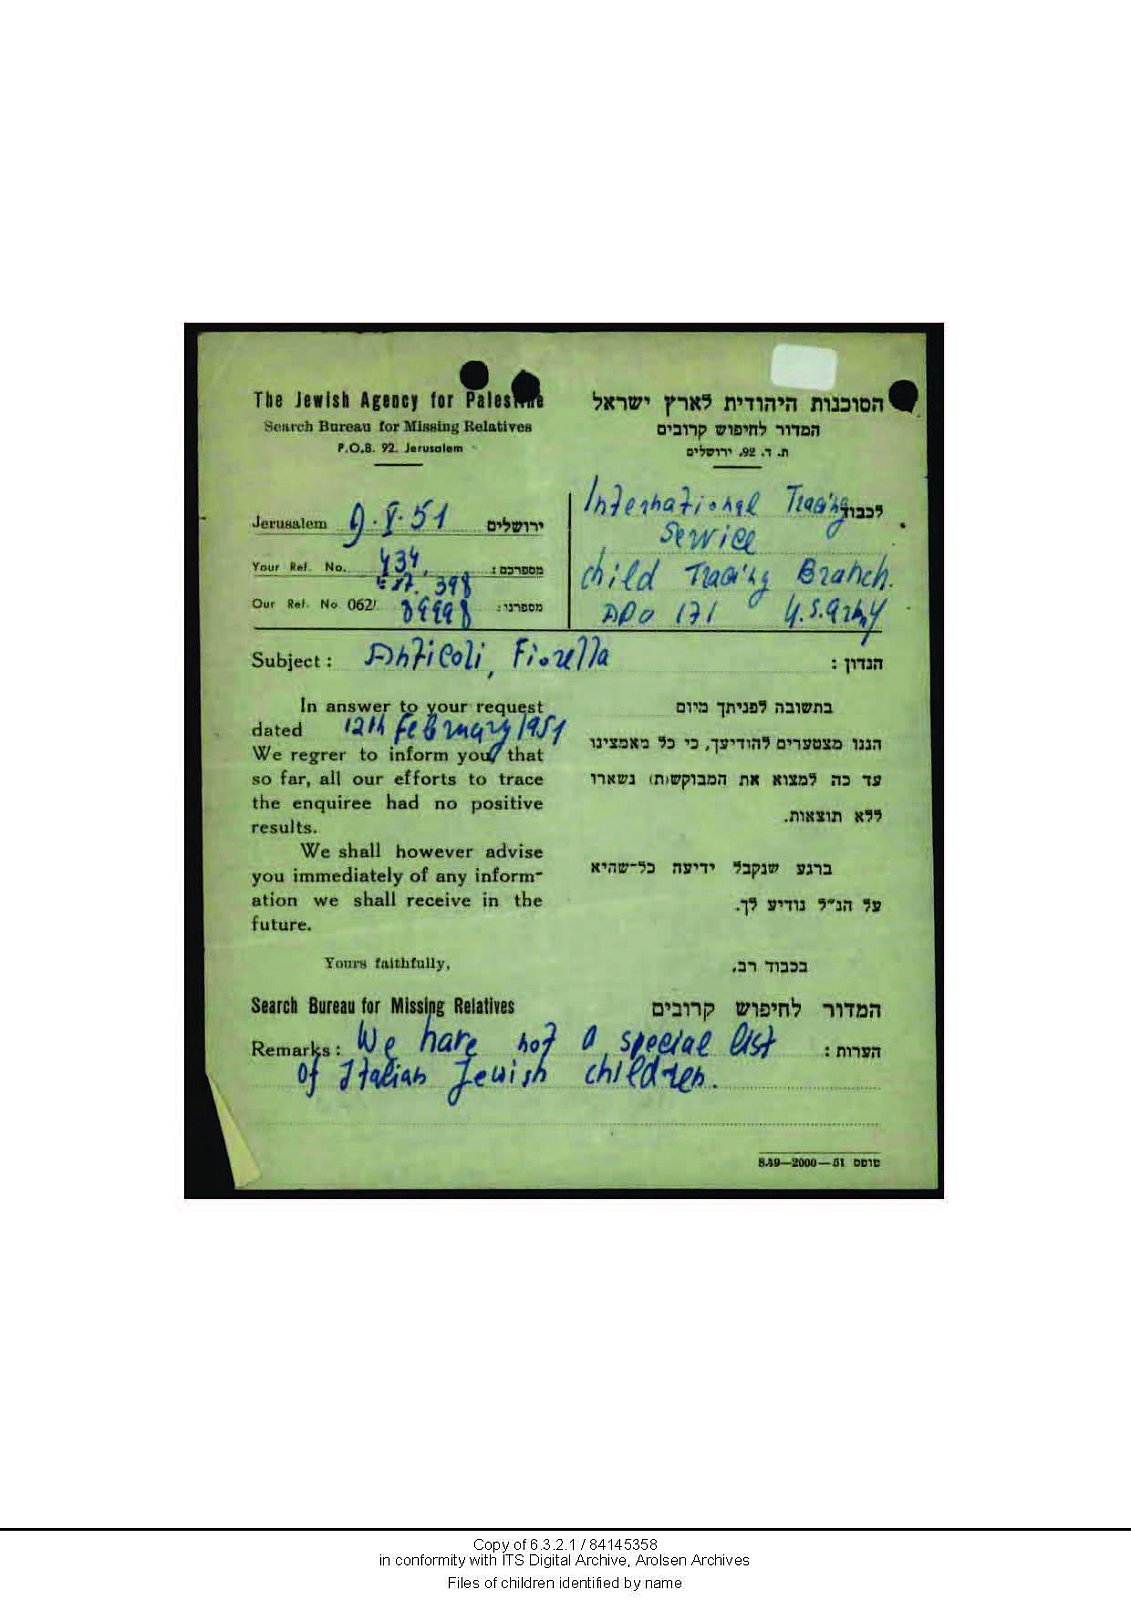 The Jewish Agency for Palestine
Search Bureau for Missing Relatives
P.O.B. 92. Jerusalem
הסוכנות היהודית לארץ ישראל
המדור לחיפוש קרובים
ת. ד. 92, ירושלים
Jerusalem 9.V.51 ירושלים
Your Ref. No. 434, מספרכם:
398
Our Ref. No 062/ 89998 מספרנו:
International Tracing לכבוד
Service
Child Tracing Branch.
APO 171 U.S. Army
Subject: Anticoli, Fiorella הנדון:
In answer to your request
dated 12th February 1951
We regrer to inform you that
so far, all our efforts to trace
the enquiree had no positive
results.
We shall however advise
you immediately of any inform-
ation we shall receive in the
future.
Yours faithfully,
Search Bureau for Missing Relatives
בתשובה לפניתך מיום
הננו מצטערים להודיעך, כי כל מאמצינו
עד כה למצוא את המבוקש(ת) נשארו
ללא תוצאות.
ברגע שנקבל ידיעה כל־שהיא
על הנ״ל נודיע לך.
בכבוד רב,
המדור לחיפוש קרובים
Remarks: We have not a special list הערות:
of Italian Jewish children.
טופס 51—2000—8.49
Copy of 6.3.2.1 / 84145358
in conformity with ITS Digital Archive, Arolsen Archives
Files of children identified by name